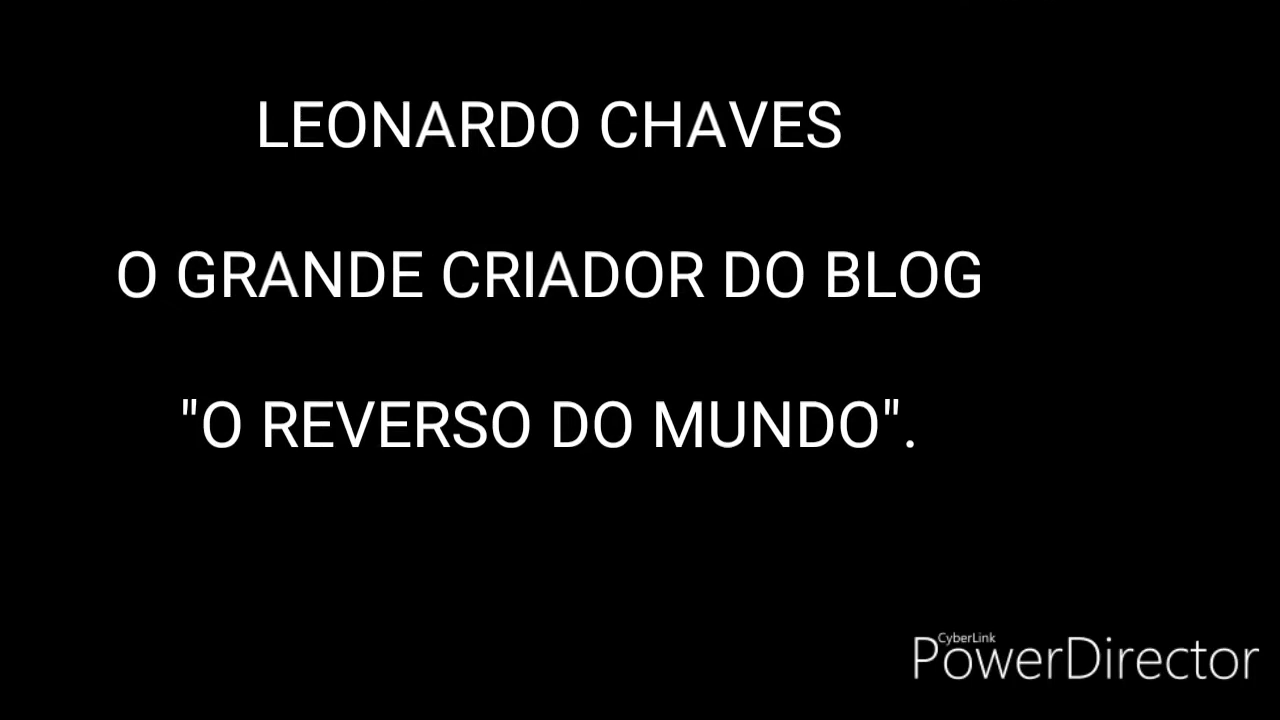 LEONARDO CHAVES
O GRANDE CRIADOR DO BLOG
"O REVERSO DO MUNDO".
CyberLink
PowerDirector